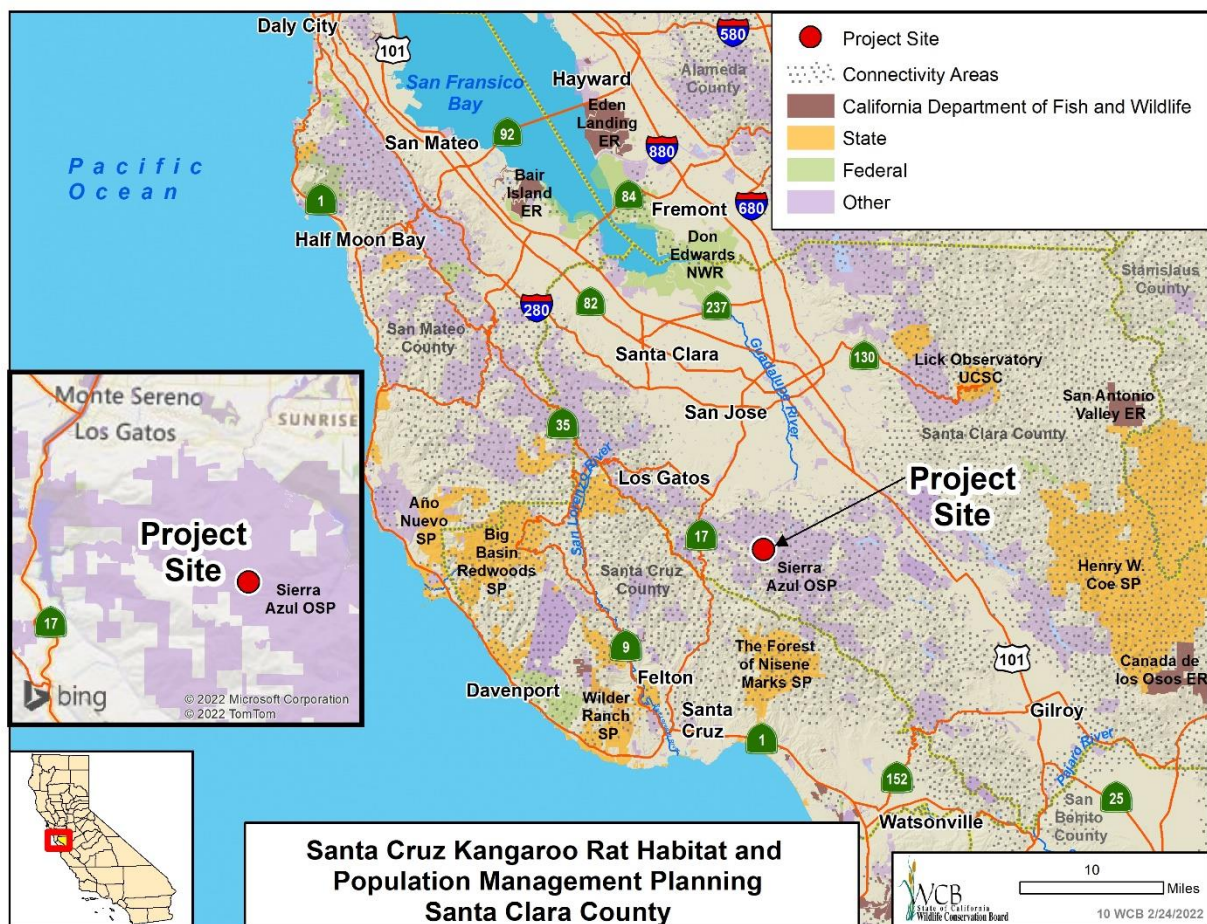 Daly City
101
580
San Fransico
Bay
Hayward
Alameda
County
Eden
Landing
ER
92
San Mateo
880
Pacific
Ocean
Bair
Island
ER
84
1
Fremont
680
Half Moon Bay
Don
Edwards
NWR
Stanislaus
County
280
82
237
San Mateo
County
Santa Clara
Guadalupe River
130
Lick Observatory
UCSC
San Antonio
Valley ER
San Jose
35
Santa Clara County
Los Gatos
Project
Site
San Lorenzo River
Año
Nuevo
SP
Big
Basin
Redwoods
SP
17
Sierra
Azul OSP
Santa Cruz
County
Henry W.
Coe SP
9
The Forest
of Nisene
Marks SP
101
Canada de
los Osos ER
Felton
Davenport
Wilder
Ranch
SP
Santa
Cruz
1
Gilroy
Pajaro River
152
25
San
Benito
County
Watsonville
Project Site
Connectivity Areas
California Department of Fish and Wildlife
State
Federal
Other
Monte Sereno
Los Gatos
SUNRISE
Project
Site
Sierra
Azul OSP
17
bing
© 2022 Microsoft Corporation
© 2022 TomTom
Santa Cruz Kangaroo Rat Habitat and
Population Management Planning
Santa Clara County
WCB
State of California
Wildlife Conservation Board
10
Miles
10 WCB 2/24/2022